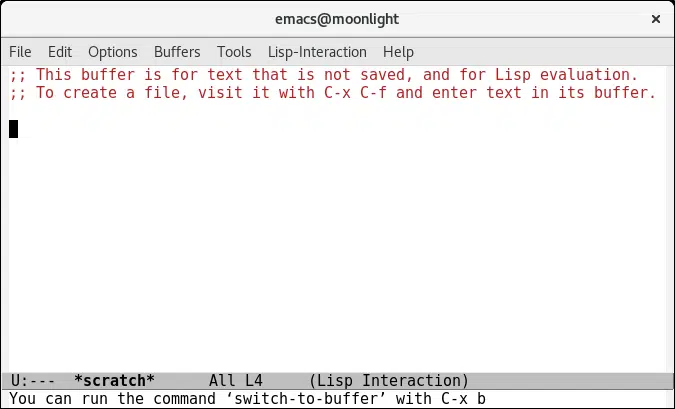 emacs@moonlight ×
File Edit Options Buffers Tools Lisp-Interaction Help
;; This buffer is for text that is not saved, and for Lisp evaluation.
;; To create a file, visit it with C-x C-f and enter text in its buffer.
U:--- *scratch* All L4 (Lisp Interaction)
You can run the command ‘switch-to-buffer’ with C-x b